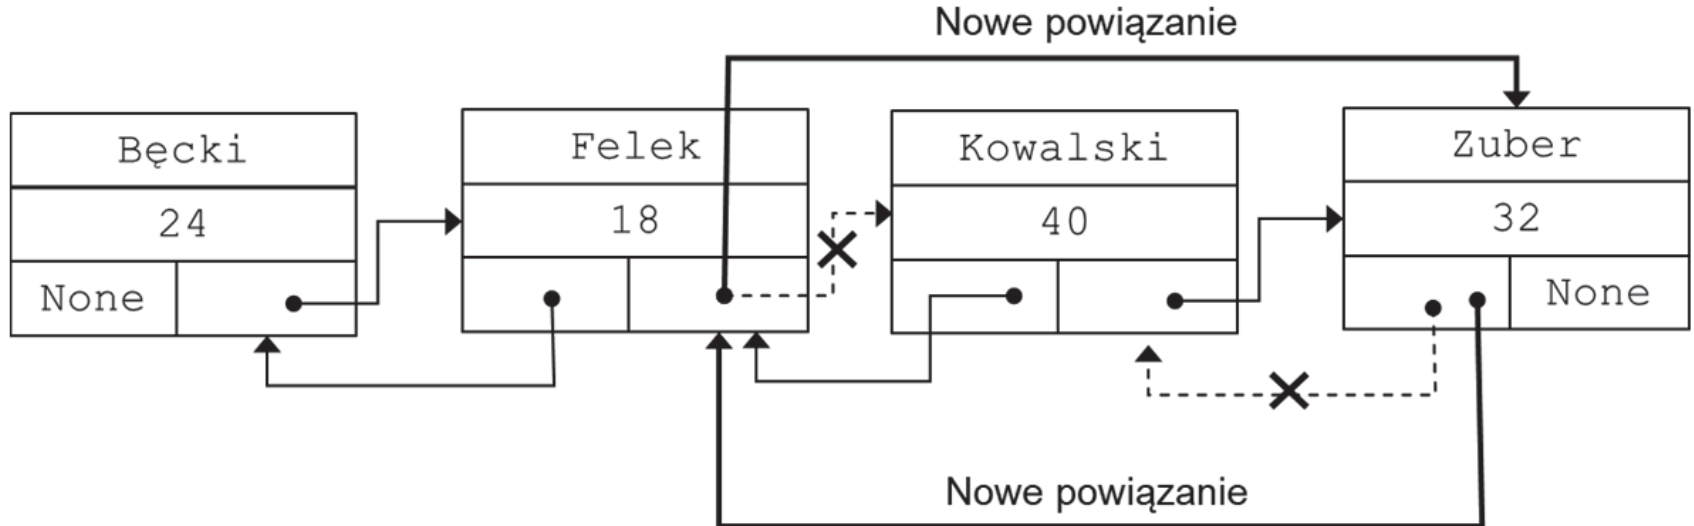 Nowe powiązanie
Bęcki
24
None
Felek
18
Kowalski
40
Zuber
32
None
Nowe powiązanie